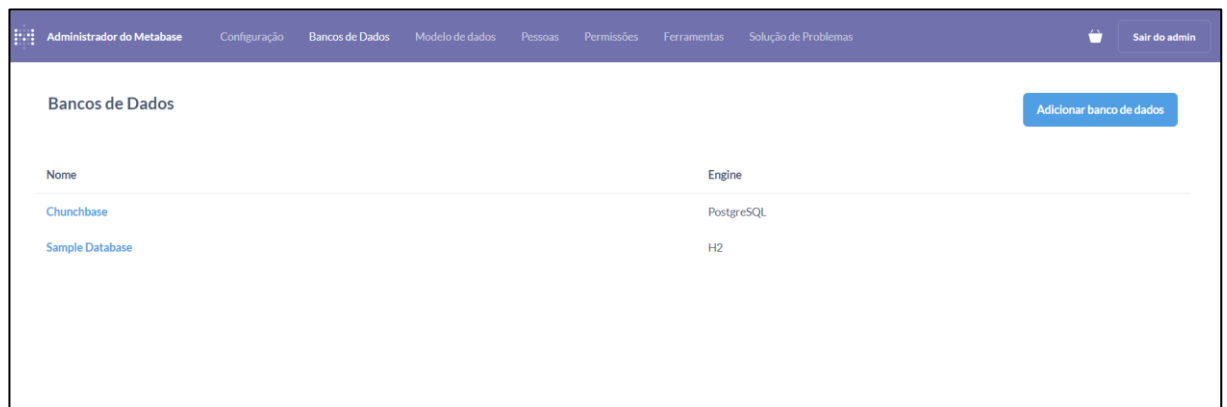 Administrador do Metabase Configuração Bancos de Dados Modelo de dados Pessoas Permissões Ferramentas Solução de Problemas Sair do admin
Bancos de Dados Adicionar banco de dados
Nome Engine
Chunchbase PostgreSQL
Sample Database H2